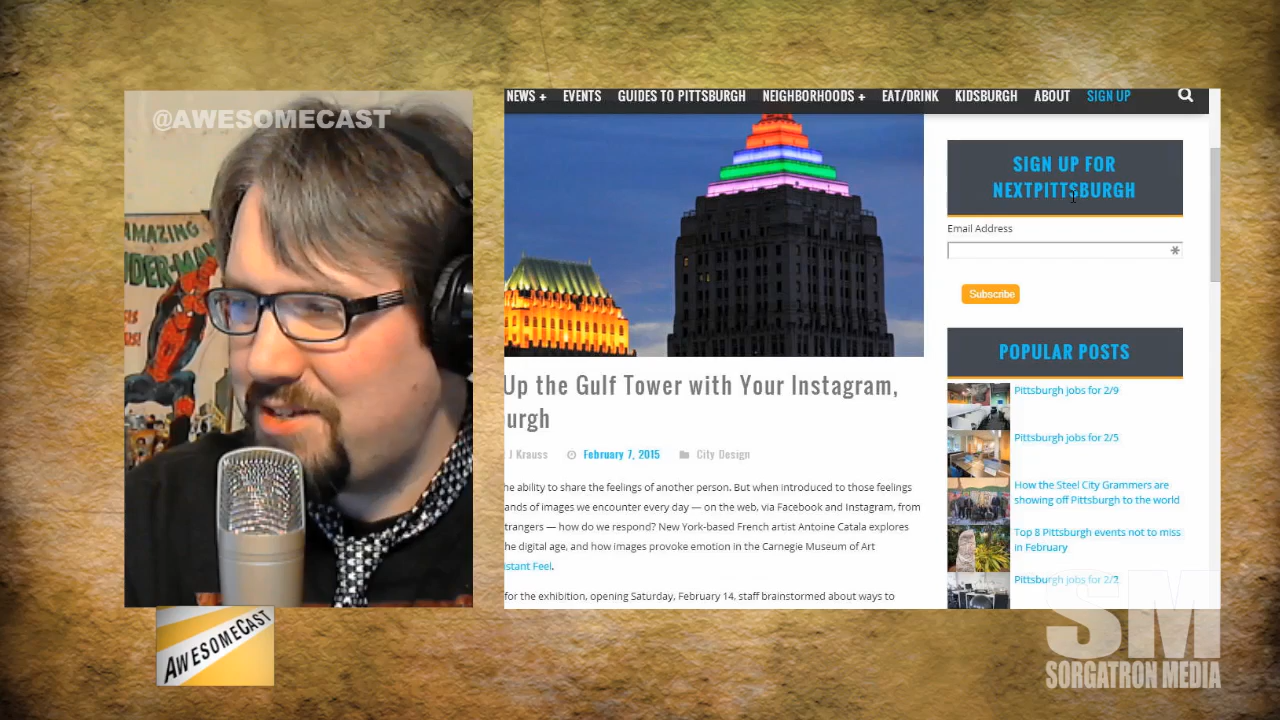 @AWESOMECAST
AMAZING
DER-MAN
NEWS + EVENTS GUIDES TO PITTSBURGH NEIGHBORHOODS + EAT/DRINK KIDSBURGH ABOUT SIGN UP
Up the Gulf Tower with Your Instagram,
burgh
J Krauss February 7, 2015 City Design
he ability to share the feelings of another person. But when introduced to those feelings
ands of images we encounter every day — on the web, via Facebook and Instagram, from
trangers — how do we respond? New York-based French artist Antoine Catala explores
he digital age, and how images provoke emotion in the Carnegie Museum of Art
istant Feel.
for the exhibition, opening Saturday, February 14, staff brainstormed about ways to
SIGN UP FOR
NEXTPITTSBURGH
Email Address
Subscribe
POPULAR POSTS
Pittsburgh jobs for 2/9
Pittsburgh jobs for 2/5
How the Steel City Grammers are
showing off Pittsburgh to the world
Top 8 Pittsburgh events not to miss
in February
Pittsburgh jobs for 2/2
AWESOMECAST
SM
SORGATRON MEDIA